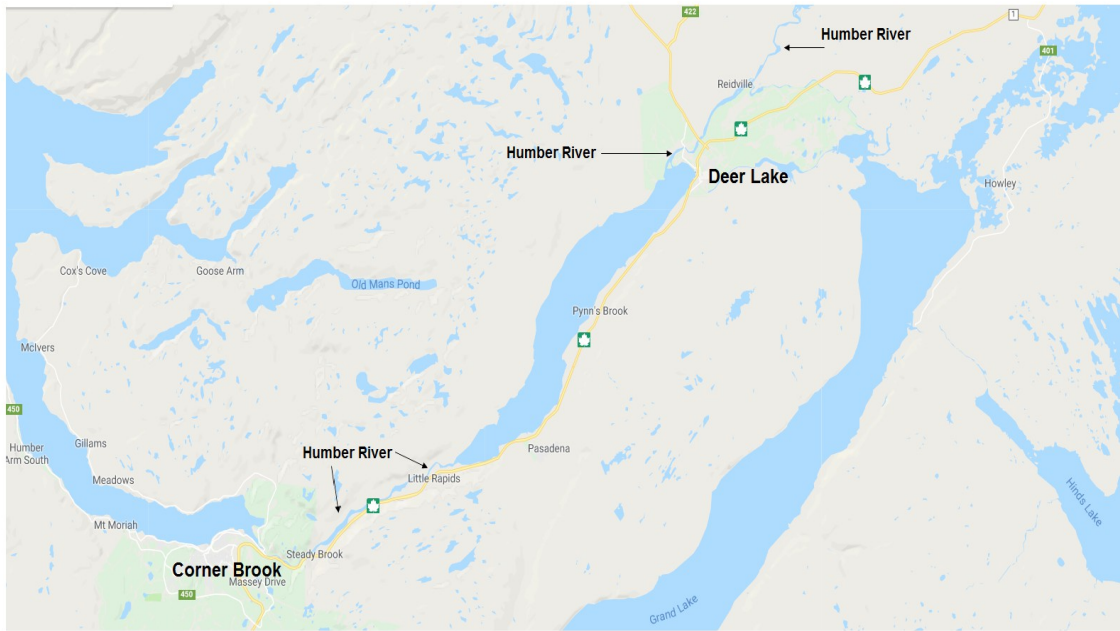 422
1
Humber River
401
Reidville
Humber River
Deer Lake
Howley
Cox's Cove
Goose Arm
Old Mans Pond
Pynn's Brook
McIvers
450
Gillams
Humber
Arm South
Humber River
Pasadena
Meadows
Little Rapids
Hinds Lake
Mt Moriah
Steady Brook
Corner Brook
Massey Drive
450
Grand Lake